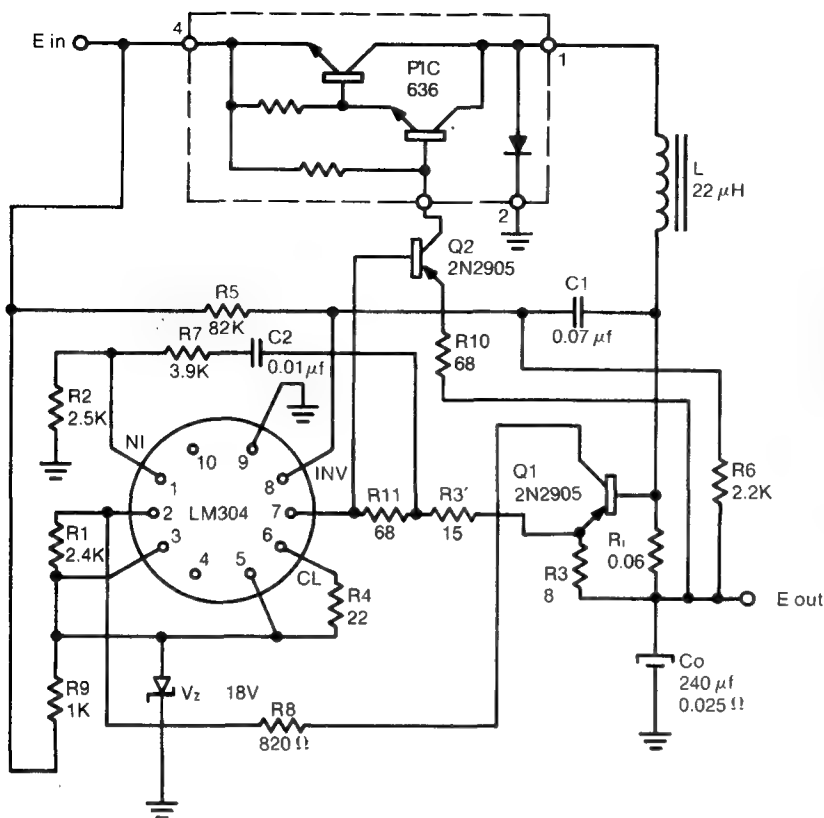 4
E in
1
PIC
636
L
22 μH
2
Q2
2N2905
C1
0.07 μf
R5
82K
R7
3.9K
C2
0.01 μf
R10
68
R2
2.5K
NI
10
9
INV
1
8
LM304
2
7
3
6
4
5
CL
R1
2.4K
R11
68
R3'
15
Q1
2N2905
R6
2.2K
R3
8
Rı
0.06
E out
R4
22
R9
1K
Vz 18V
R8
820 Ω
Co
240 μf
0.025 Ω